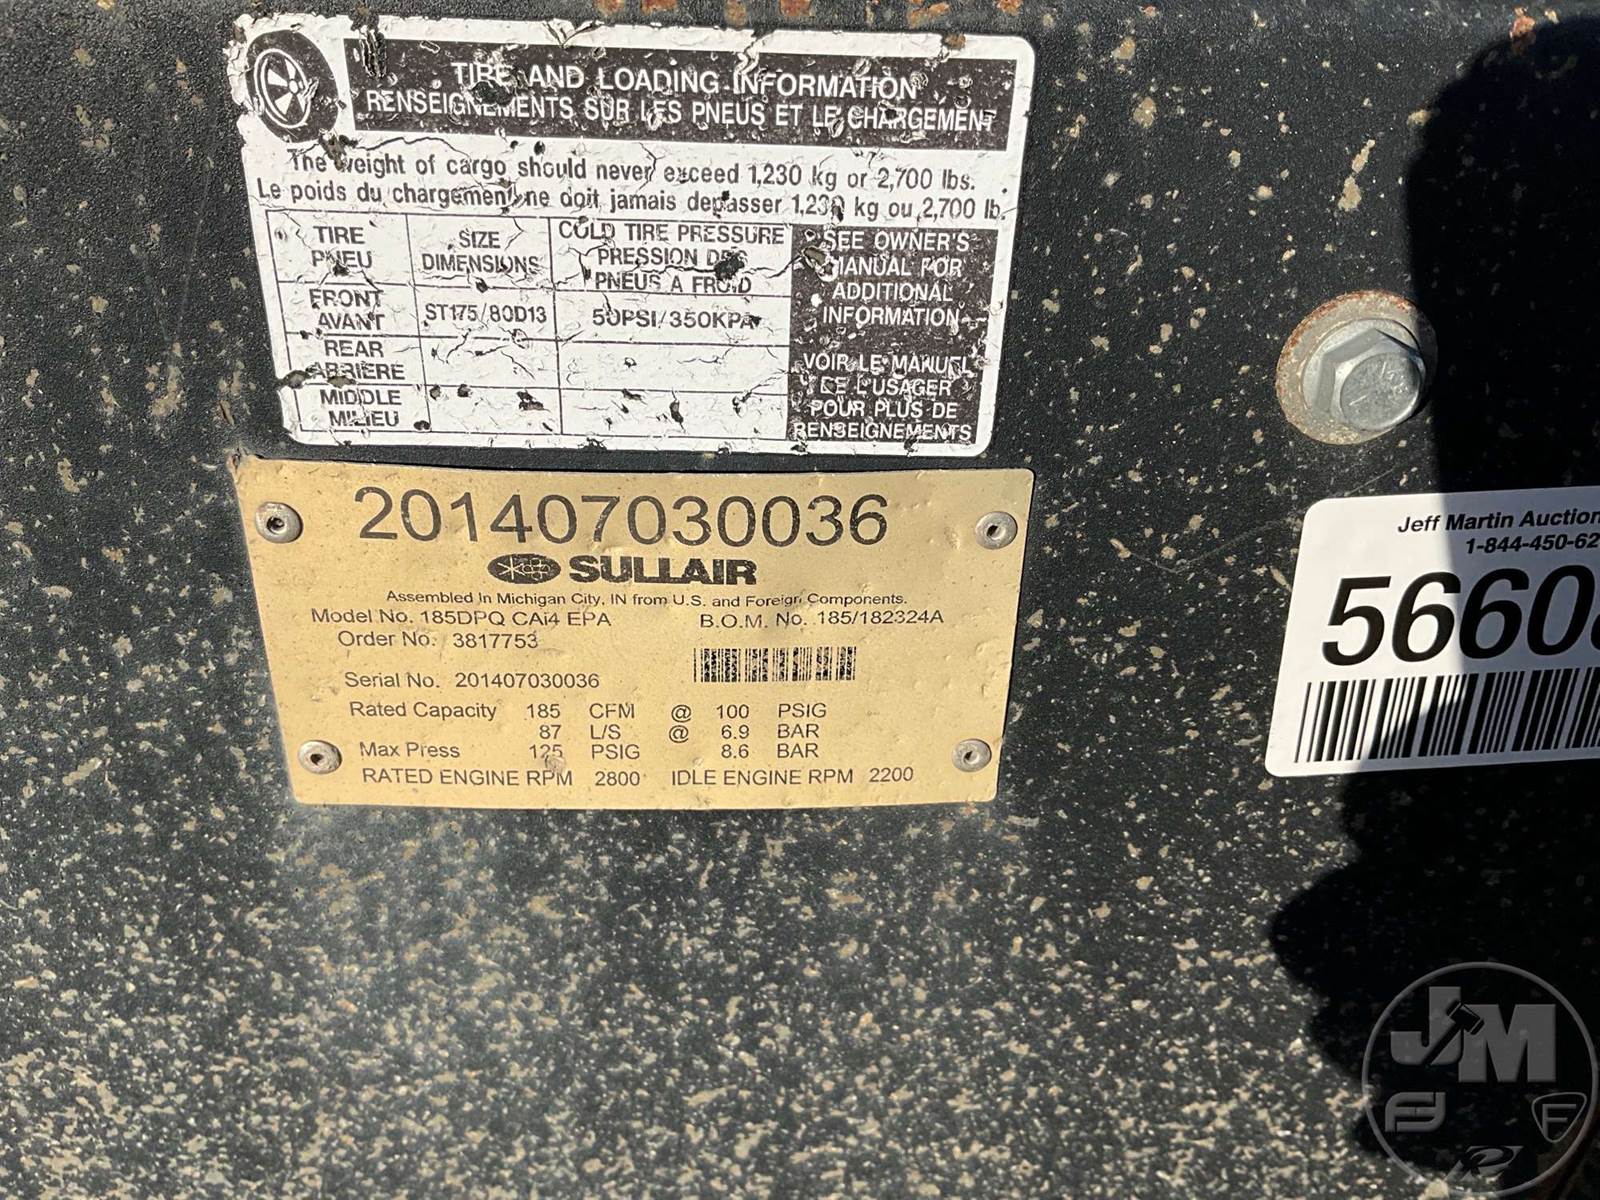 TIRE AND LOADING INFORMATION
RENSEIGNEMENTS SUR LES PNEUS ET LE CHARGEMENT
The weight of cargo should never exceed 1,230 kg or 2,700 lbs.
Le poids du chargement ne doit jamais depasser 1,230 kg ou 2,700 lb.
TIRE PNEU
SIZE DIMENSIONS
COLD TIRE PRESSURE
PRESSION DES
PNEUS A FROID
FRONT AVANT
ST175/80D13
50PSI/350KPA
REAR ARRIERE
MIDDLE MILIEU
SEE OWNER'S
MANUAL FOR
ADDITIONAL
INFORMATION
VOIR LE MANUEL
DE L'USAGER
POUR PLUS DE
RENSEIGNEMENTS
201407030036
SULLAIR
Assembled In Michigan City, IN from U.S. and Foreign Components.
Model No. 185DPQ CAi4 EPA B.O.M. No. 185/182324A
Order No. 3817753
Serial No. 201407030036
Rated Capacity 185 CFM @ 100 PSIG
87 L/S @ 6.9 BAR
Max Press 125 PSIG 8.6 BAR
RATED ENGINE RPM 2800 IDLE ENGINE RPM 2200
Jeff Martin Auction
1-844-450-62
5660
JM